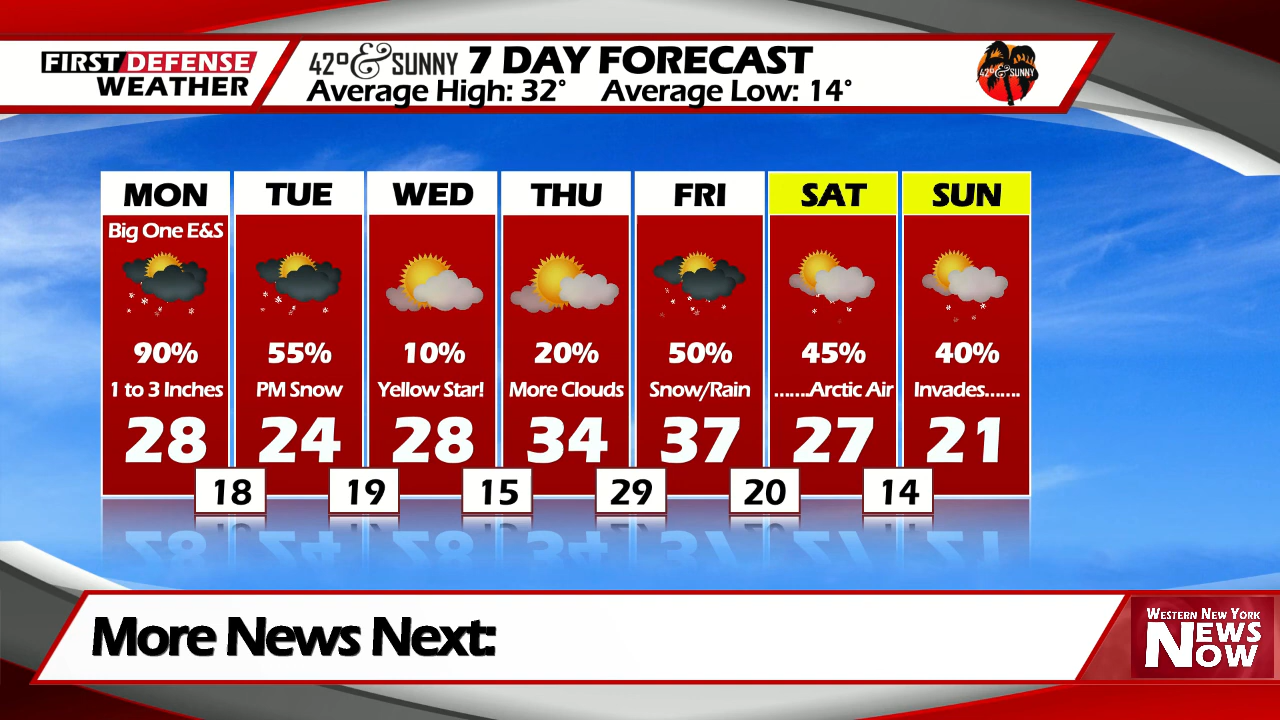 FIRST DEFENSE
WEATHER
42° & SUNNY 7 DAY FORECAST
Average High: 32° Average Low: 14°
42° & SUNNY
MON TUE WED THU FRI SAT SUN
Big One E&S
90% 55% 10% 20% 50% 45% 40%
1 to 3 Inches PM Snow Yellow Star! More Clouds Snow/Rain .......Arctic Air Invades.......
28 24 28 34 37 27 21
18 19 15 29 20 14
More News Next:
WESTERN NEW YORK
NEWS
NOW